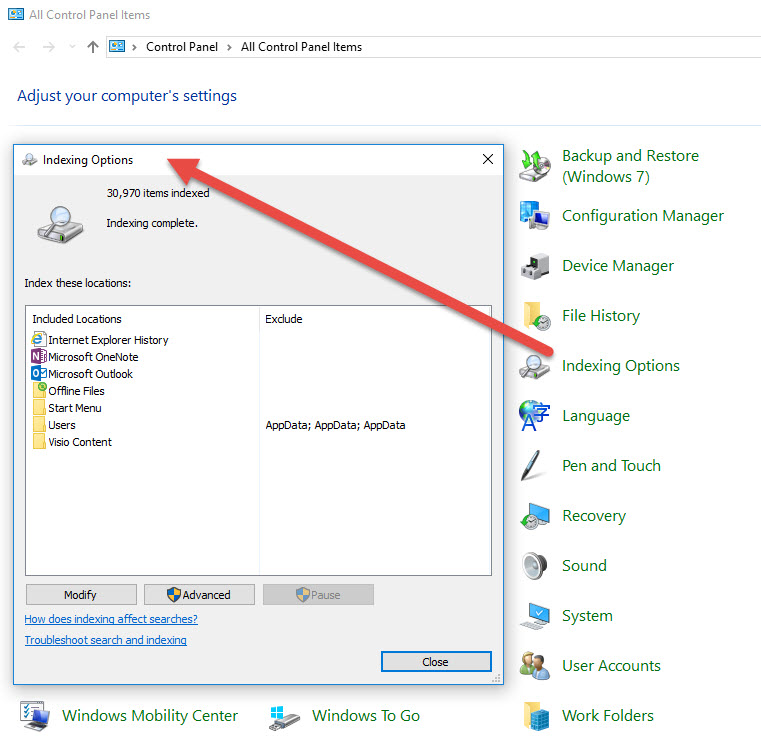 All Control Panel Items
Control Panel > All Control Panel Items
Adjust your computer's settings
Indexing Options
30,970 items indexed
Indexing complete.
Index these locations:
Included Locations Exclude
Internet Explorer History
Microsoft OneNote
Microsoft Outlook
Offline Files
Start Menu
Users AppData; AppData; AppData
Visio Content
Modify Advanced Pause
How does indexing affect searches?
Troubleshoot search and indexing
Close
Backup and Restore
(Windows 7)
Configuration Manager
Device Manager
File History
Indexing Options
Language
Pen and Touch
Recovery
Sound
System
User Accounts
Windows Mobility Center Windows To Go Work Folders